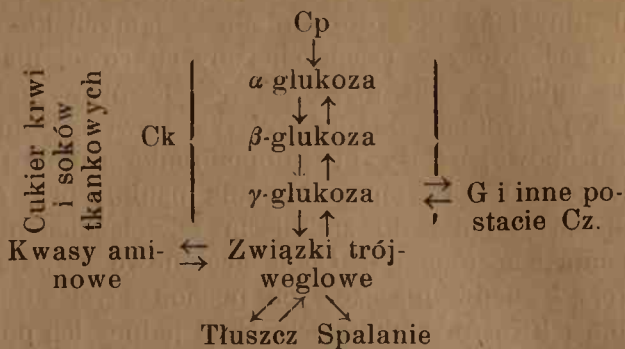 Cp
α glukoza
Cukier krwi
i soków
tkankowych
Ck
β-glukoza
γ-glukoza
G i inne po-
stacie Cz.
Kwasy ami-
nowe
Związki trój-
weglowe
Tłuszcz Spalanie